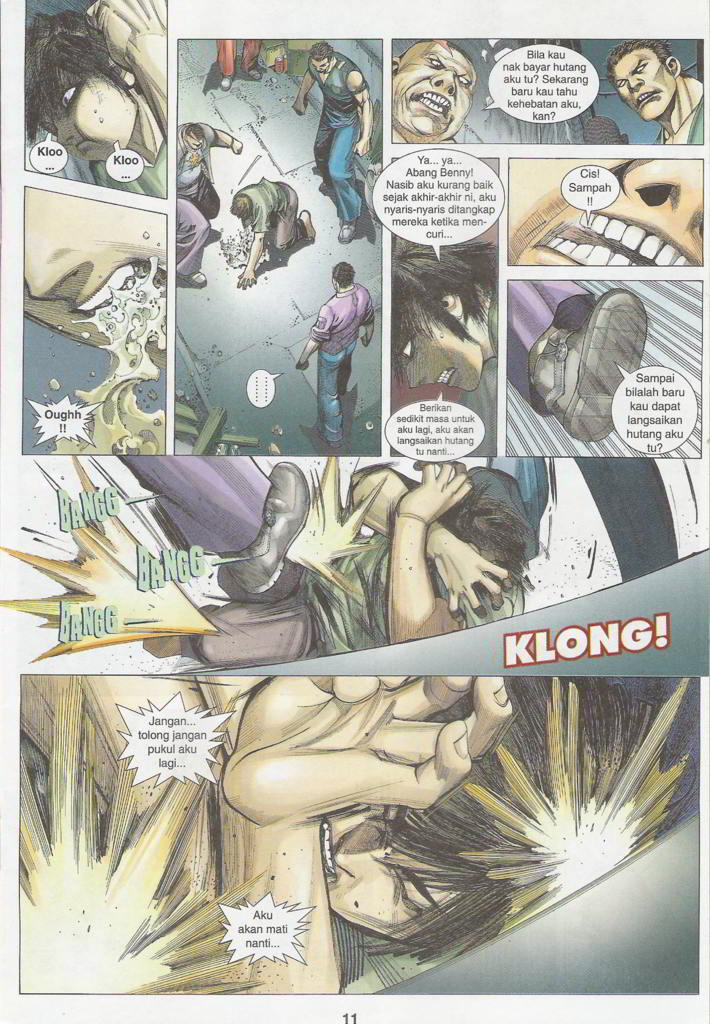 Kloo
...
Kloo
...
Oughh
!!
......
Bila kau
nak bayar hutang
aku tu? Sekarang
baru kau tahu
kehebatan aku,
kan?
Ya... ya...
Abang Benny!
Nasib aku kurang baik
sejak akhir-akhir ni, aku
nyaris-nyaris ditangkap
mereka ketika men-
curi...
Berikan
sedikit masa untuk
aku lagi, aku akan
langsaikan hutang
tu nanti...
Cis!
Sampah
!!
Sampai
bilalah baru
kau dapat
langsaikan
hutang aku
tu?
BANGG
BANGG
BANGG
KLONG!
Jangan...
tolong jangan
pukul aku
lagi...
Aku
akan mati
nanti...
11